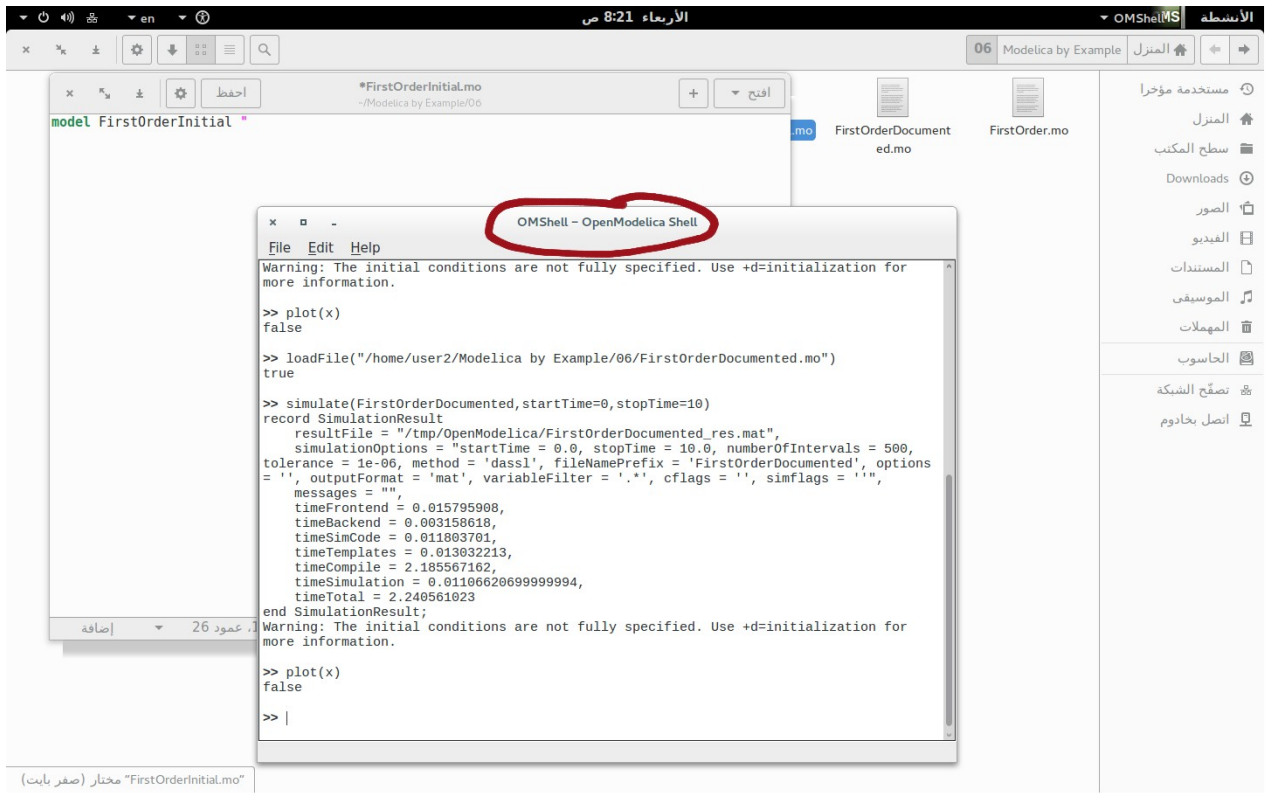 الأنشطة
OMShell
الأربعاء 8:21 ص
en
المنزل
Modelica by Example
06
مستخدمة مؤخرا
المنزل
سطح المكتب
Downloads
الصور
الفيديو
المستندات
الموسيقى
المهملات
الحاسوب
تصفّح الشبكة
اتصل بخادوم
FirstOrder.mo
FirstOrderDocument
ed.mo
.mo
افتح
*FirstOrderInitial.mo
~/Modelica by Example/06
احفظ
model FirstOrderInitial "
عمود 26
إضافة
OMShell - OpenModelica Shell
File Edit Help
Warning: The initial conditions are not fully specified. Use +d=initialization for
more information.
>> plot(x)
false
>> loadFile("/home/user2/Modelica by Example/06/FirstOrderDocumented.mo")
true
>> simulate(FirstOrderDocumented,startTime=0,stopTime=10)
record SimulationResult
resultFile = "/tmp/OpenModelica/FirstOrderDocumented_res.mat",
simulationOptions = "startTime = 0.0, stopTime = 10.0, numberOfIntervals = 500,
tolerance = 1e-06, method = 'dassl', fileNamePrefix = 'FirstOrderDocumented', options
= '', outputFormat = 'mat', variableFilter = '.*', cflags = '', simflags = ''",
messages = "",
timeFrontend = 0.015795908,
timeBackend = 0.003158618,
timeSimCode = 0.011803701,
timeTemplates = 0.013032213,
timeCompile = 2.185567162,
timeSimulation = 0.01106620699999994,
timeTotal = 2.240561023
end SimulationResult;
Warning: The initial conditions are not fully specified. Use +d=initialization for
more information.
>> plot(x)
false
>>
"FirstOrderInitial.mo" مختار (صفر بايت)